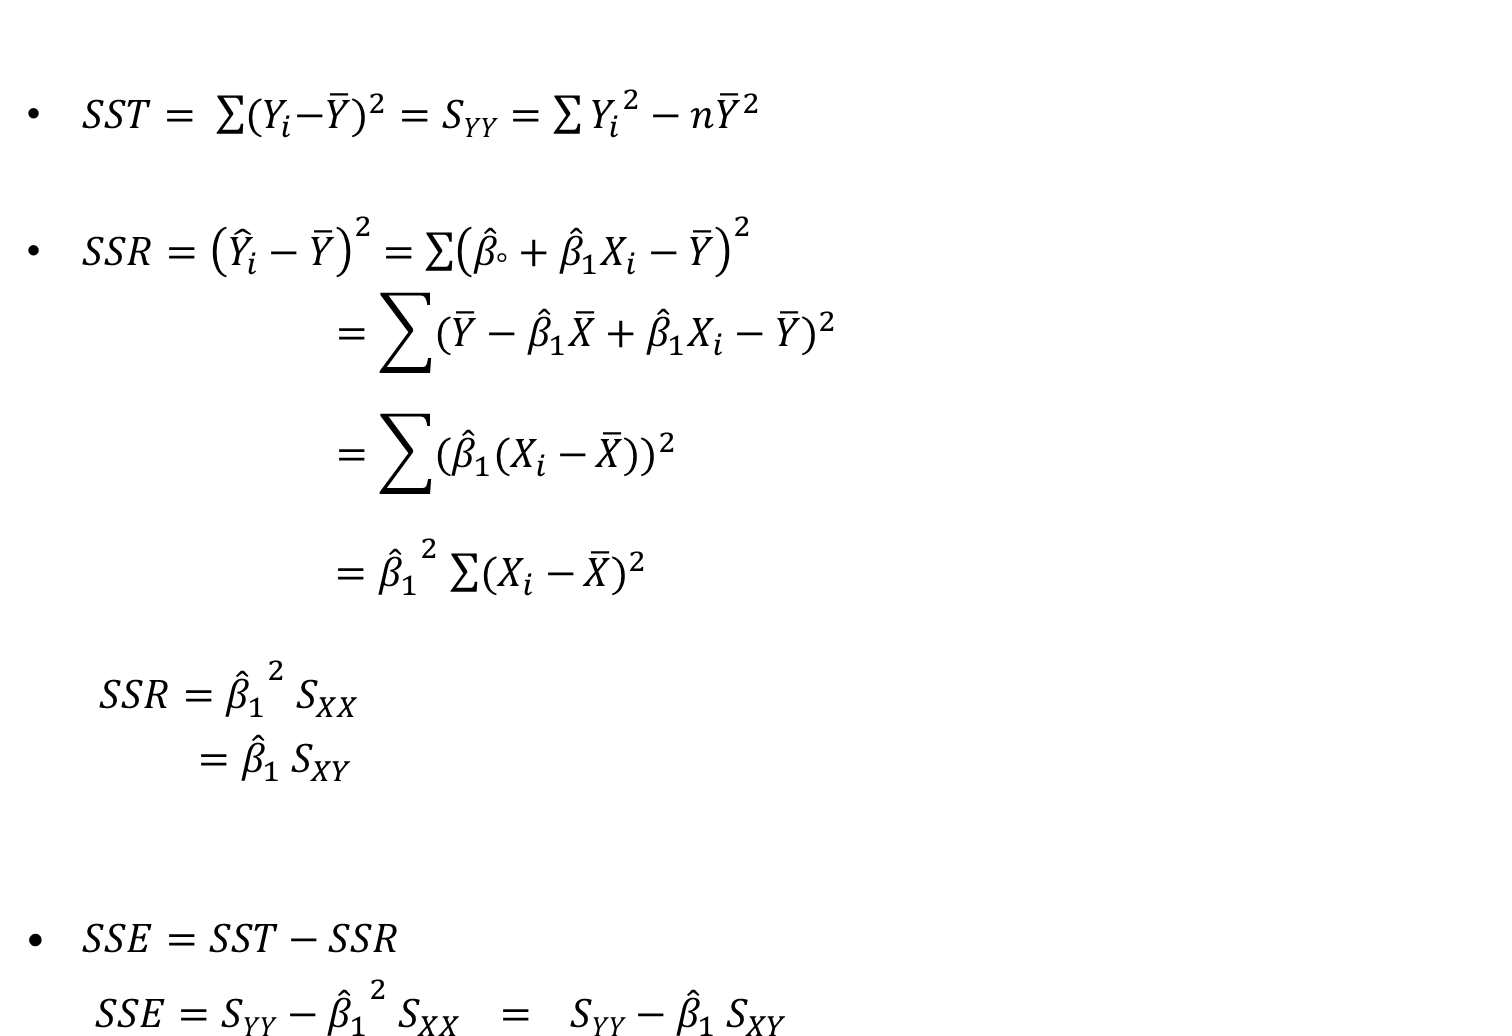 • SST = ∑(Yᵢ−Ȳ)² = S_YY = ∑ Yᵢ² − nȲ²
• SSR = (Ŷᵢ − Ȳ)² = ∑(β̂∘ + β̂₁Xᵢ − Ȳ)²
= ∑(Ȳ − β̂₁X̄ + β̂₁Xᵢ − Ȳ)²
= ∑(β̂₁(Xᵢ − X̄))²
= β̂₁² ∑(Xᵢ − X̄)²
SSR = β̂₁² S_XX
= β̂₁ S_XY
• SSE = SST − SSR
SSE = S_YY − β̂₁² S_XX = S_YY − β̂₁ S_XY